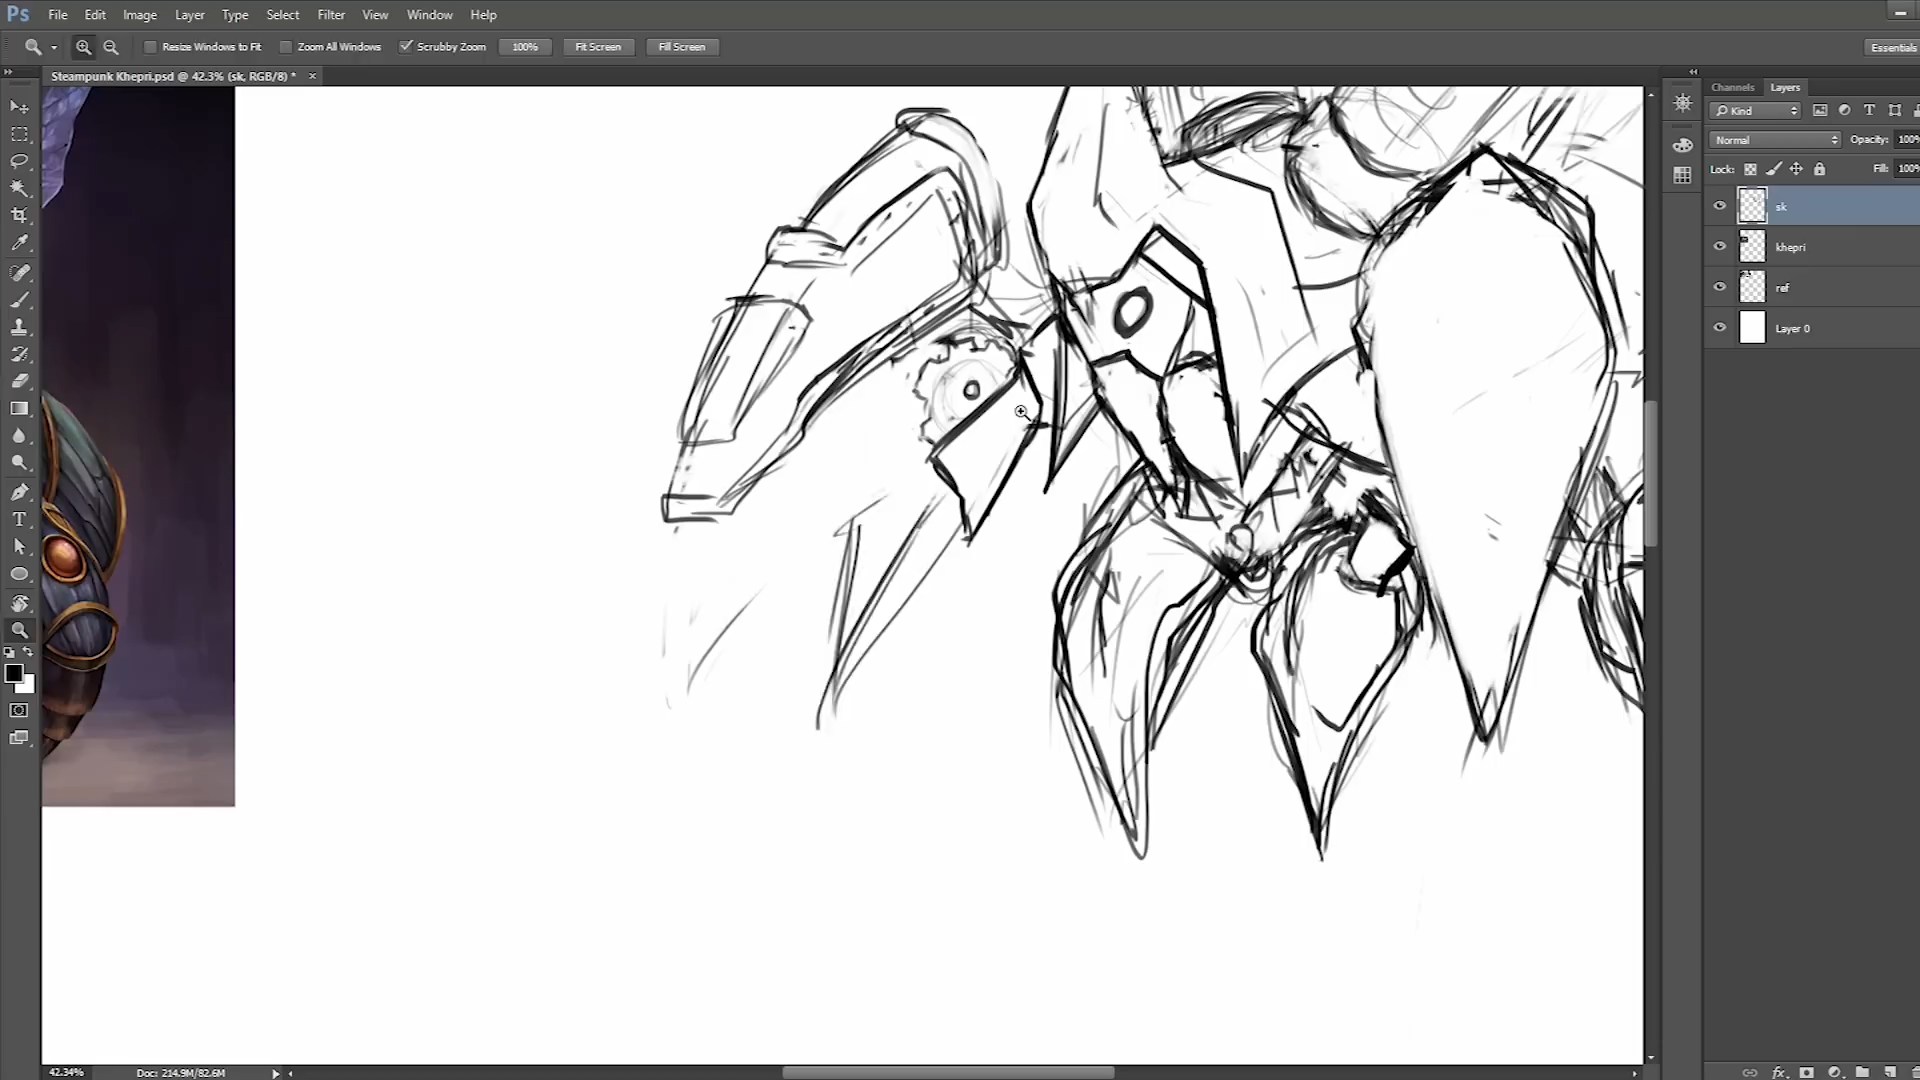 Ps File Edit Image Layer Type Select Filter View Window Help
Resize Windows to Fit Zoom All Windows Scrubby Zoom 100% Fit Screen Fill Screen Essentials
Steampunk Khepri.psd @ 42.3% (sk, RGB/8) *
Channels Layers
Kind
Normal Opacity: 100%
Lock: Fill: 100%
sk
khepri
ref
Layer 0
42.34% Doc: 214.9M/82.6M